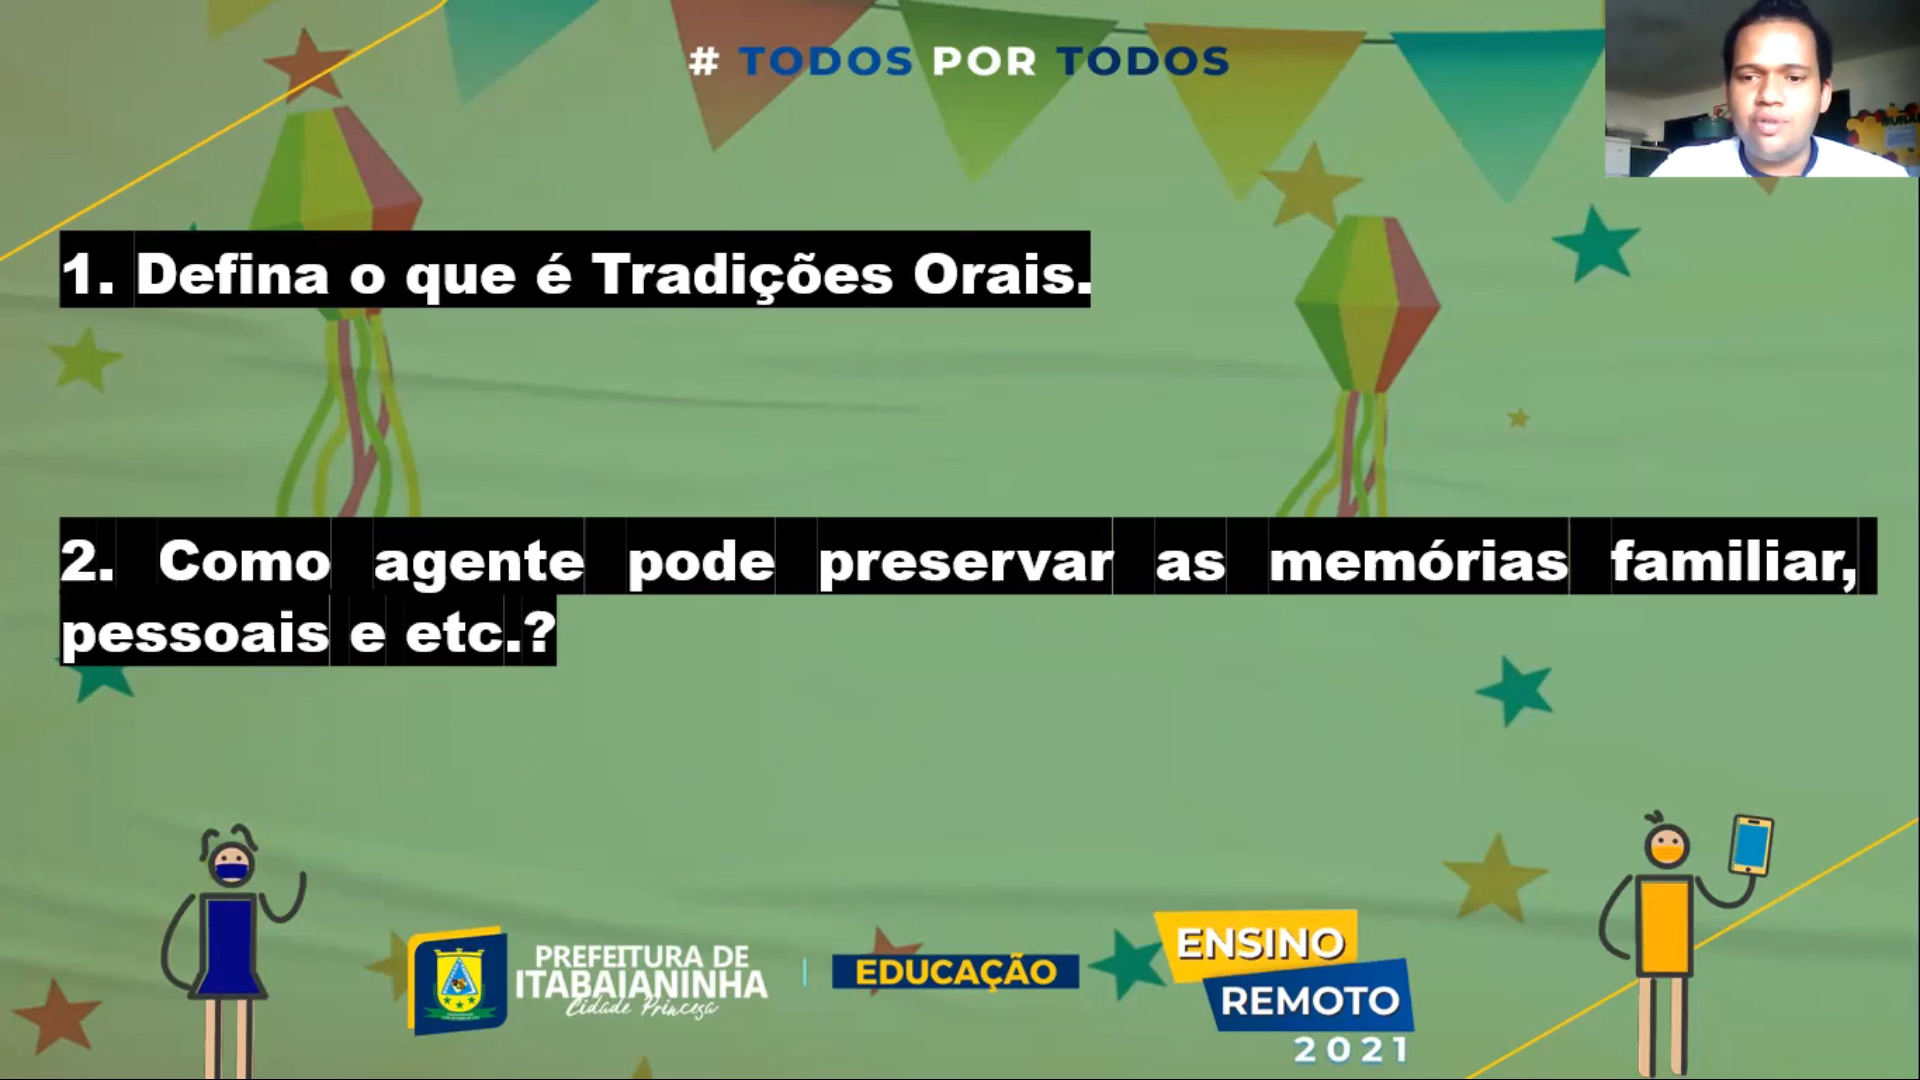 # TODOS POR TODOS
1. Defina o que é Tradições Orais.
2. Como agente pode preservar as memórias familiar,
pessoais e etc.?
PREFEITURA DE
ITABAIANINHA
Cidade Princesa
EDUCAÇÃO
ENSINO
REMOTO
2021